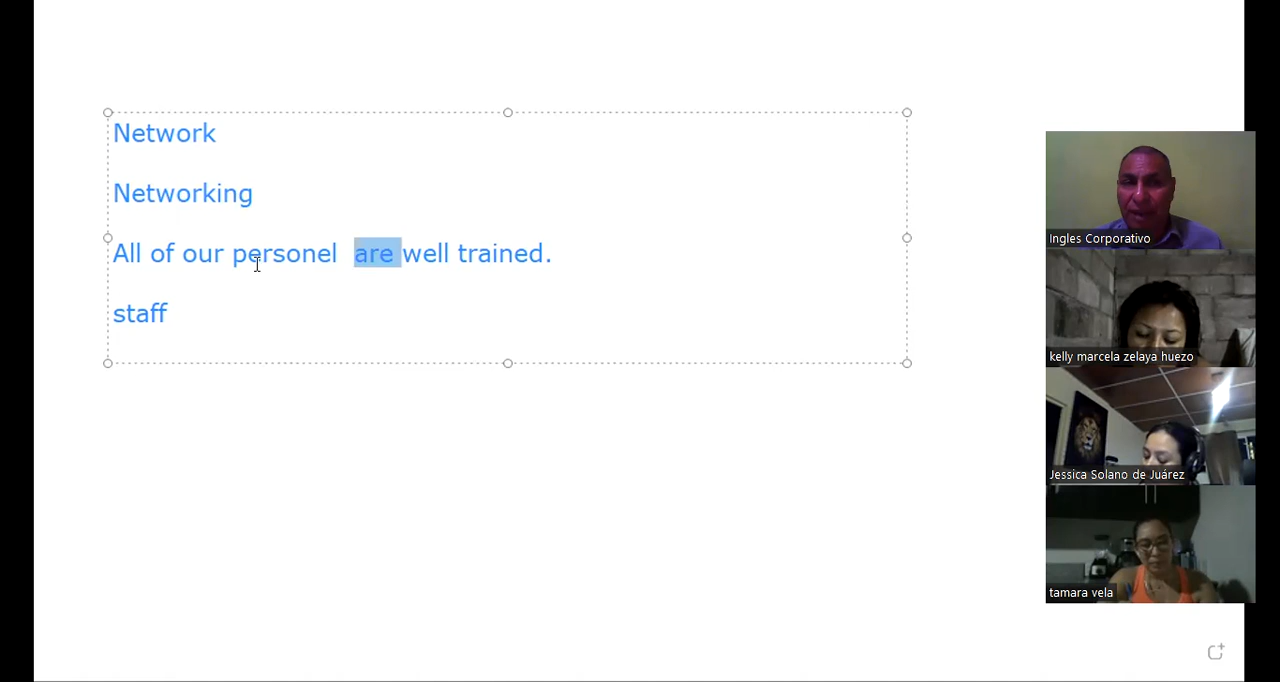 Network
Networking
All of our personel are well trained.
staff
Ingles Corporativo
kelly marcela zelaya huezo
Jessica Solano de Juárez
tamara vela